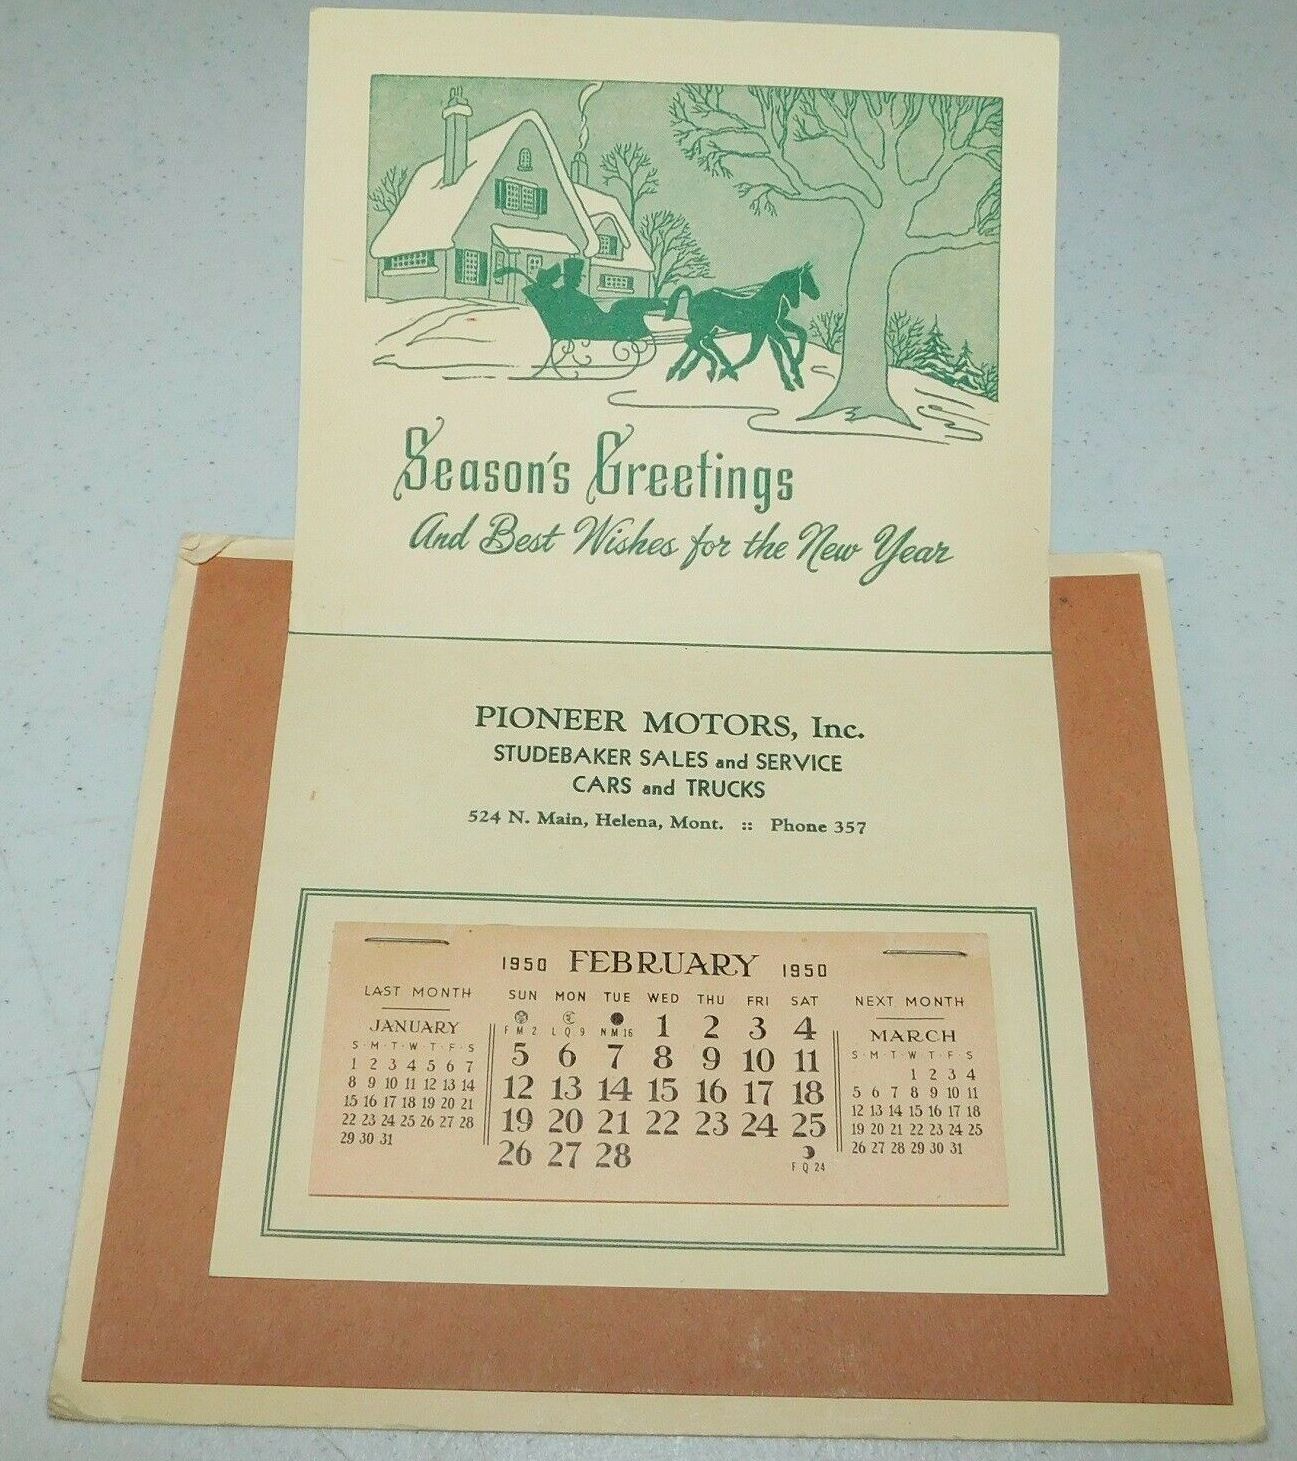 Season's Greetings
And Best Wishes for the New Year
PIONEER MOTORS, Inc.
STUDEBAKER SALES and SERVICE
CARS and TRUCKS
524 N. Main, Helena, Mont. :: Phone 357
1950 FEBRUARY 1950
LAST MONTH
JANUARY
S · M · T · W · T · F · S
1 2 3 4 5 6 7
8 9 10 11 12 13 14
15 16 17 18 19 20 21
22 23 24 25 26 27 28
29 30 31
SUN MON TUE WED THU FRI SAT
FM 2 LQ 9 NM 16 1 2 3 4
5 6 7 8 9 10 11
12 13 14 15 16 17 18
19 20 21 22 23 24 25
26 27 28 FQ 24
NEXT MONTH
MARCH
S · M · T · W · T · F · S
1 2 3 4
5 6 7 8 9 10 11
12 13 14 15 16 17 18
19 20 21 22 23 24 25
26 27 28 29 30 31